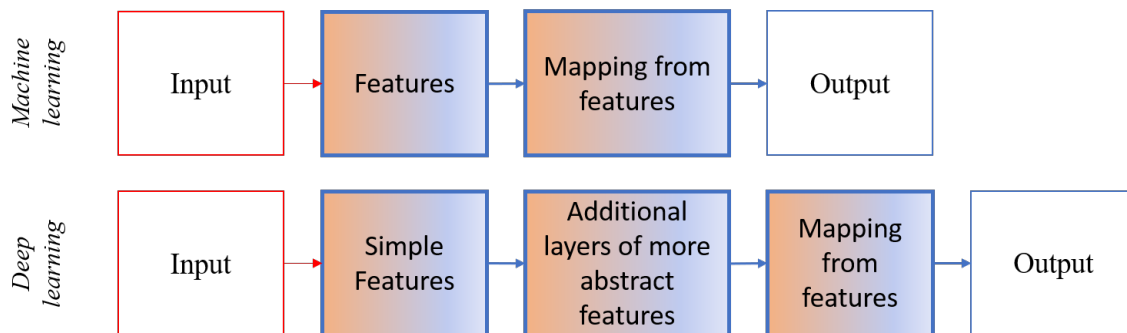 Machine
learning
Input
Features
Mapping from
features
Output
Deep
learning
Input
Simple
Features
Additional
layers of more
abstract
features
Mapping
from
features
Output